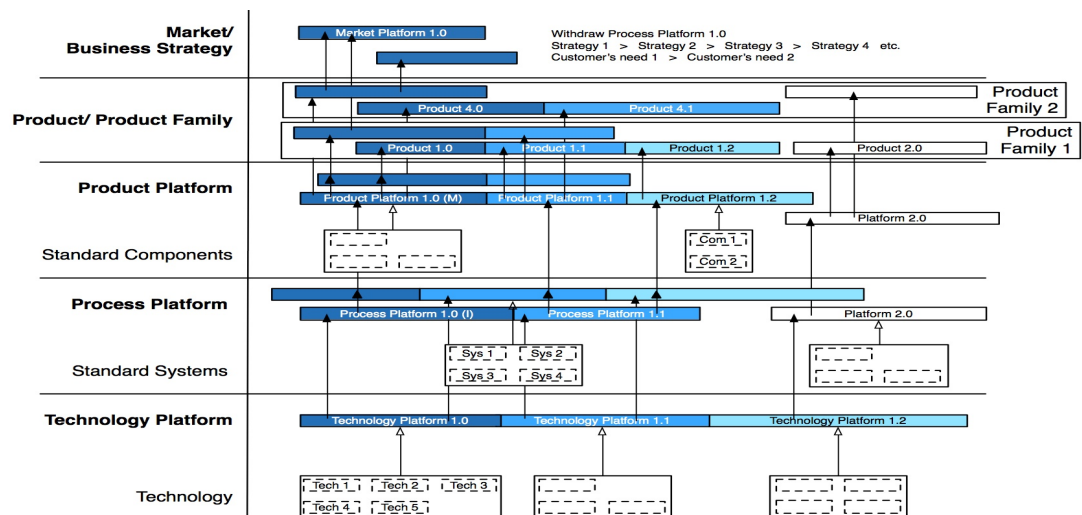 Market/
Business Strategy
Market Platform 1.0
Withdraw Process Platform 1.0
Strategy 1 > Strategy 2 > Strategy 3 > Strategy 4 etc.
Customer's need 1 > Customer's need 2
Product/ Product Family
Product
Family 2
Product 4.0
Product 4.1
Product
Family 1
Product 1.0
Product 1.1
Product 1.2
Product 2.0
Product Platform
Product Platform 1.0 (M)
Product Platform 1.1
Product Platform 1.2
Platform 2.0
Standard Components
Com 1
Com 2
Process Platform
Process Platform 1.0 (I)
Process Platform 1.1
Platform 2.0
Standard Systems
Sys 1
Sys 2
Sys 3
Sys 4
Technology Platform
Technology Platform 1.0
Technology Platform 1.1
Technology Platform 1.2
Technology
Tech 1
Tech 2
Tech 3
Tech 4
Tech 5